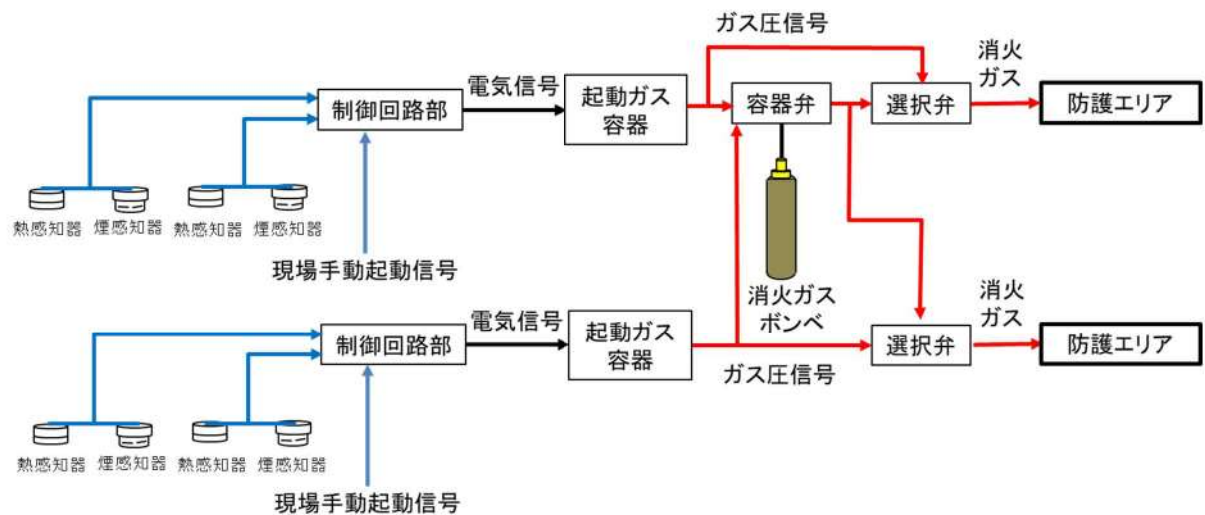 ガス圧信号
消火
ガス
電気信号
起動ガス
容器
制御回路部
容器弁
選択弁
防護エリア
熱感知器
煙感知器
熱感知器
煙感知器
現場手動起動信号
消火ガス
ボンベ
消火
ガス
電気信号
起動ガス
容器
制御回路部
選択弁
防護エリア
ガス圧信号
熱感知器
煙感知器
熱感知器
煙感知器
現場手動起動信号